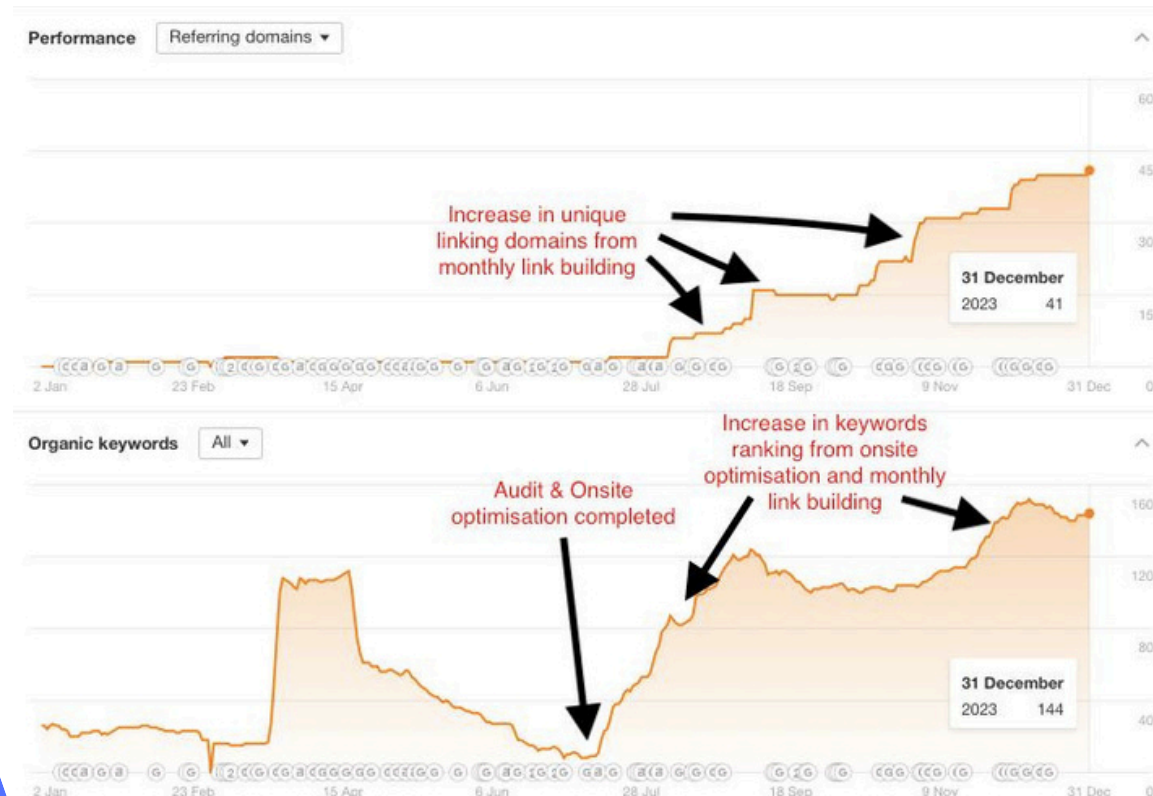 Performance Referring domains ▾
60
45
Increase in unique
linking domains from
monthly link building
30
31 December
2023 41
15
2 Jan 23 Feb 15 Apr 6 Jun 28 Jul 18 Sep 9 Nov 31 Dec 0
Organic keywords All ▾
Increase in keywords
ranking from onsite
optimisation and monthly
link building
Audit & Onsite
optimisation completed
160
120
80
31 December
2023 144
40
2 Jan 23 Feb 15 Apr 6 Jun 28 Jul 18 Sep 9 Nov 31 Dec 0